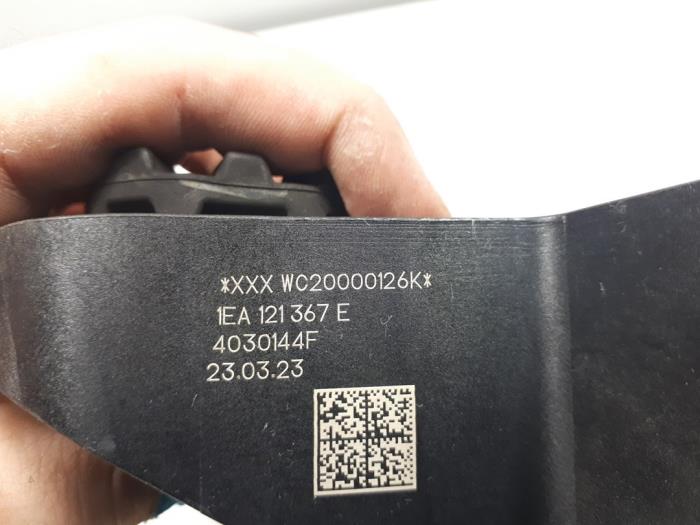 *XXX WC20000126K*
1EA 121 367 E
4030144F
23.03.23